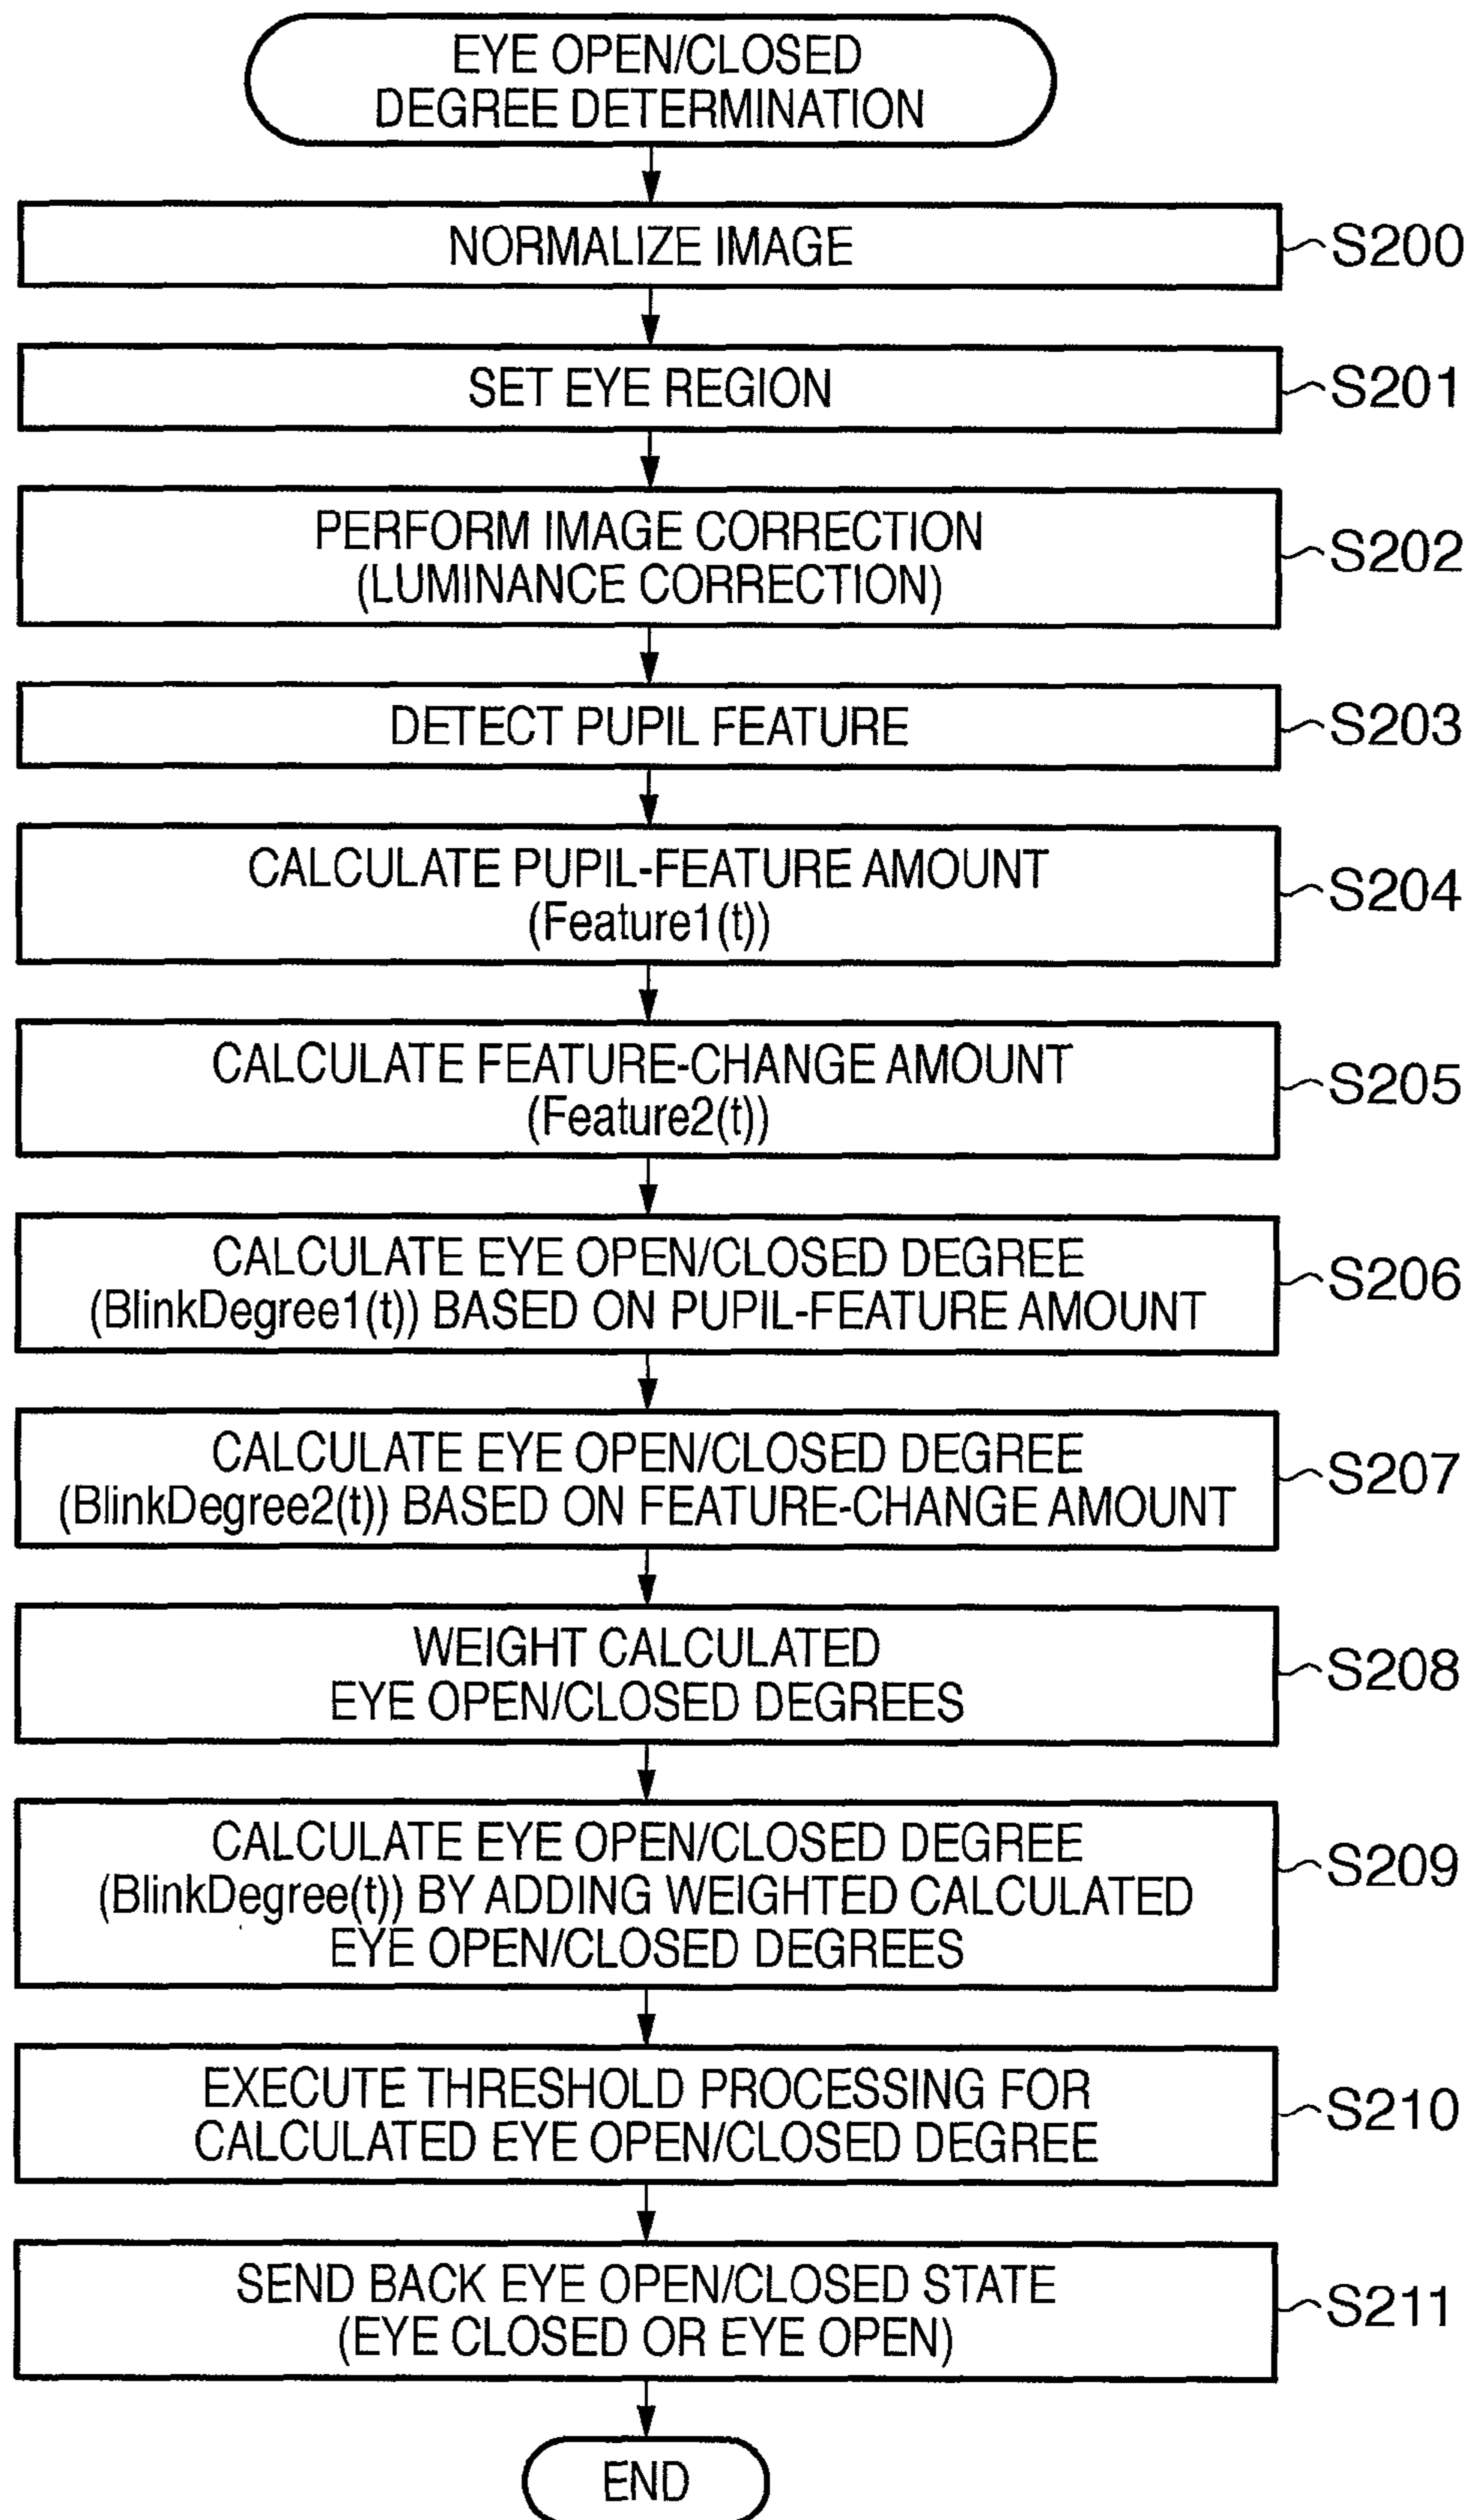 EYE OPEN/CLOSED
DEGREE DETERMINATION
NORMALIZE IMAGE
S200
SET EYE REGION
S201
PERFORM IMAGE CORRECTION
(LUMINANCE CORRECTION)
S202
DETECT PUPIL FEATURE
S203
CALCULATE PUPIL-FEATURE AMOUNT
(Feature1(t))
S204
CALCULATE FEATURE-CHANGE AMOUNT
(Feature2(t))
S205
CALCULATE EYE OPEN/CLOSED DEGREE
(BlinkDegree1(t)) BASED ON PUPIL-FEATURE AMOUNT
S206
CALCULATE EYE OPEN/CLOSED DEGREE
(BlinkDegree2(t)) BASED ON FEATURE-CHANGE AMOUNT
S207
WEIGHT CALCULATED
EYE OPEN/CLOSED DEGREES
S208
CALCULATE EYE OPEN/CLOSED DEGREE
(BlinkDegree(t)) BY ADDING WEIGHTED CALCULATED
EYE OPEN/CLOSED DEGREES
S209
EXECUTE THRESHOLD PROCESSING FOR
CALCULATED EYE OPEN/CLOSED DEGREE
S210
SEND BACK EYE OPEN/CLOSED STATE
(EYE CLOSED OR EYE OPEN)
S211
END